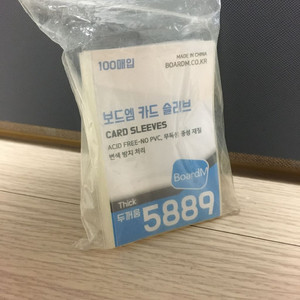 100매입
MADE IN CHINA
BOARDM.CO.KR
보드엠 카드 슬리브
CARD SLEEVES
ACID FREE-NO PVC, 무독성 중성 재질
변색 방지 처리
BoardM
Thick
두꺼움
5889